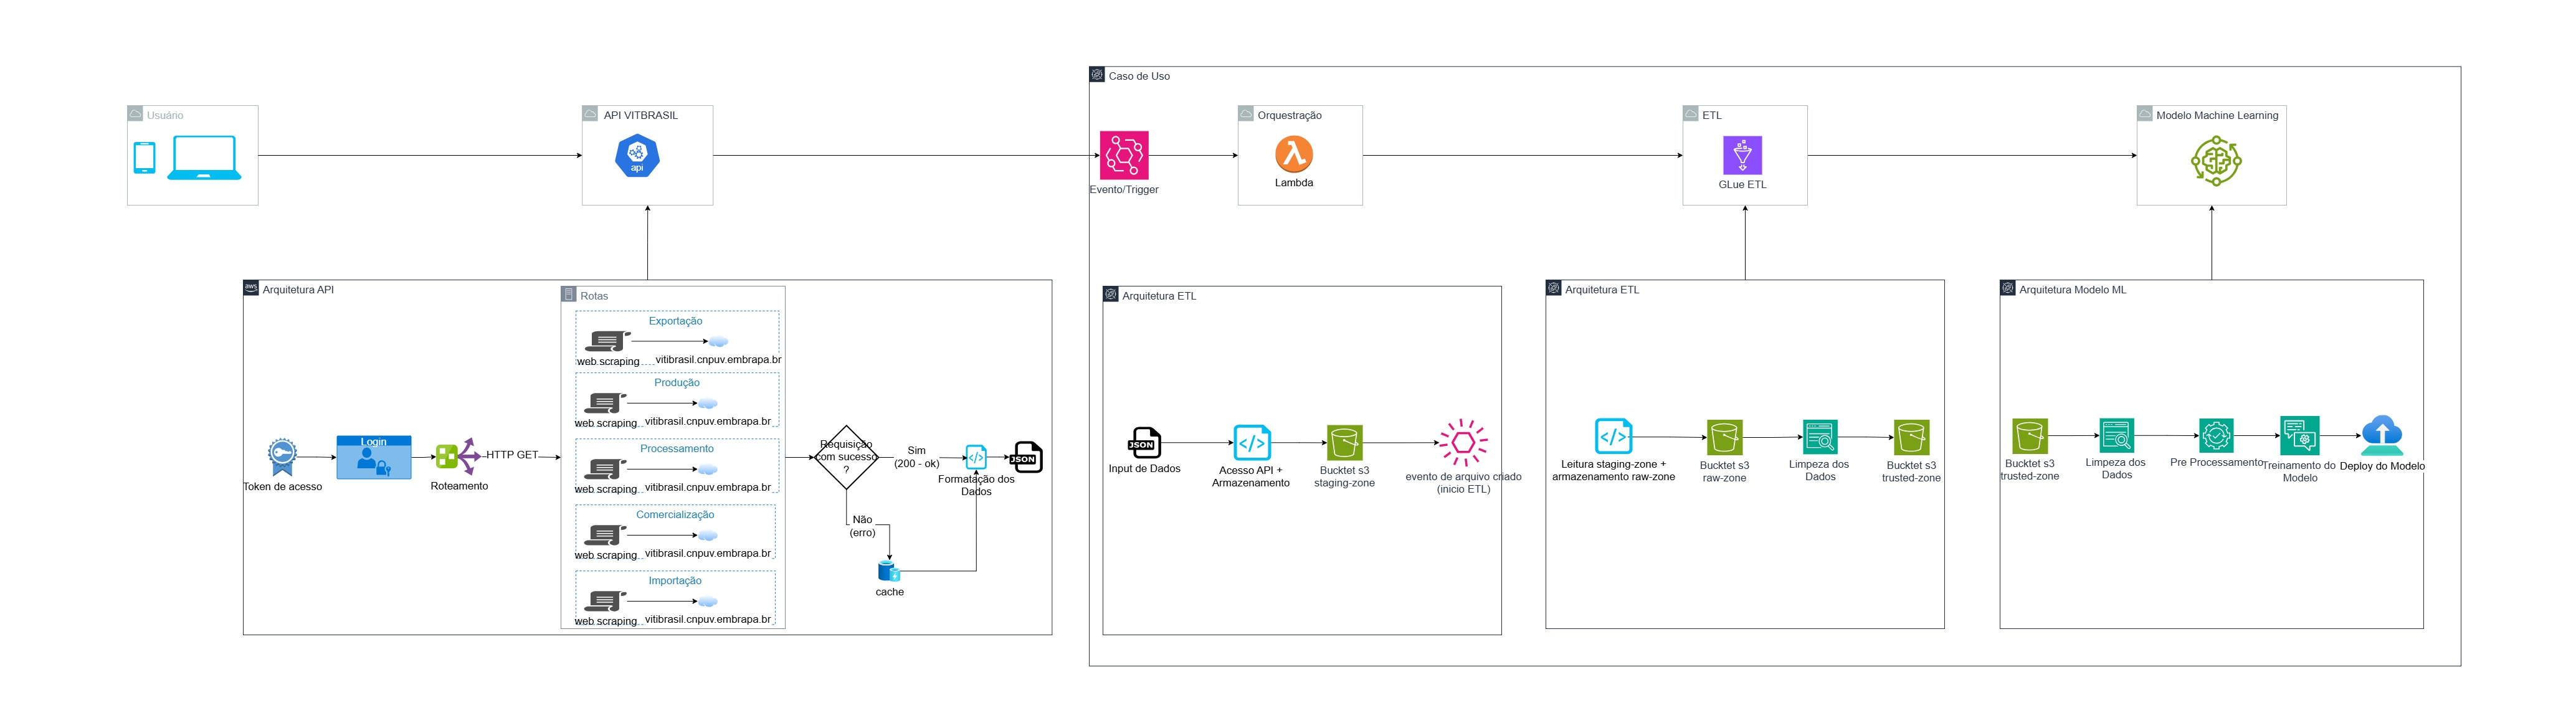 Caso de Uso
Usuário
API VITBRASIL
api
Evento/Trigger
Orquestração
Lambda
ETL
GLue ETL
Modelo Machine Learning
aws
Arquitetura API
Token de acesso
Login
Roteamento
HTTP GET
Rotas
Exportação
web.scraping
vitibrasil.cnpuv.embrapa.br
Produção
web.scraping
vitibrasil.cnpuv.embrapa.br
Processamento
web.scraping
vitibrasil.cnpuv.embrapa.br
Comercialização
web.scraping
vitibrasil.cnpuv.embrapa.br
Importação
web.scraping
vitibrasil.cnpuv.embrapa.br
Requisição
com sucesso
?
Sim
(200 - ok)
Não
(erro)
cache
Formatação dos
Dados
JSON
Arquitetura ETL
JSON
Input de Dados
Acesso API +
Armazenamento
Bucktet s3
staging-zone
evento de arquivo criado
(inicio ETL)
Arquitetura ETL
Leitura staging-zone +
armazenamento raw-zone
Bucktet s3
raw-zone
Limpeza dos
Dados
Bucktet s3
trusted-zone
Arquitetura Modelo ML
Bucktet s3
trusted-zone
Limpeza dos
Dados
Pre Processamento
Treinamento do
Modelo
Deploy do Modelo